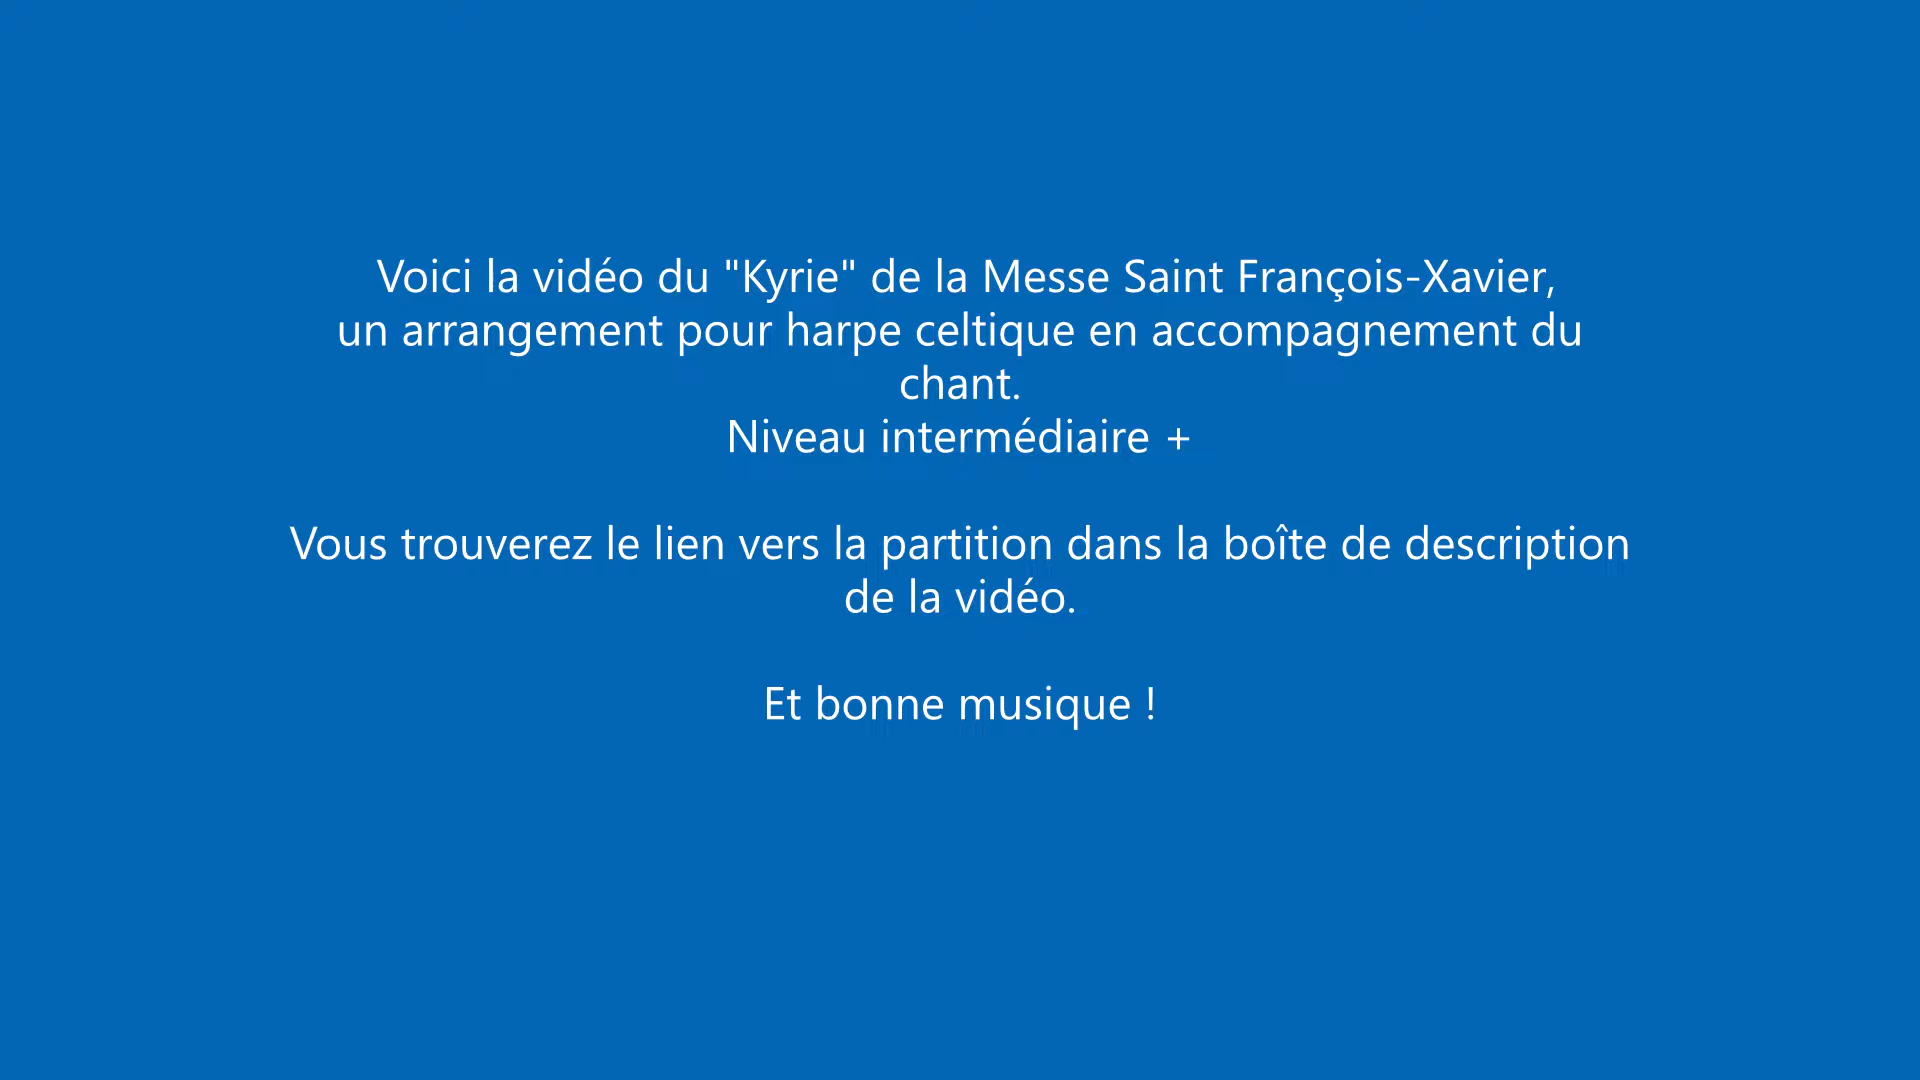 Voici la vidéo du "Kyrie" de la Messe Saint François-Xavier,
un arrangement pour harpe celtique en accompagnement du
chant.
Niveau intermédiaire +
Vous trouverez le lien vers la partition dans la boîte de description
de la vidéo.
Et bonne musique !